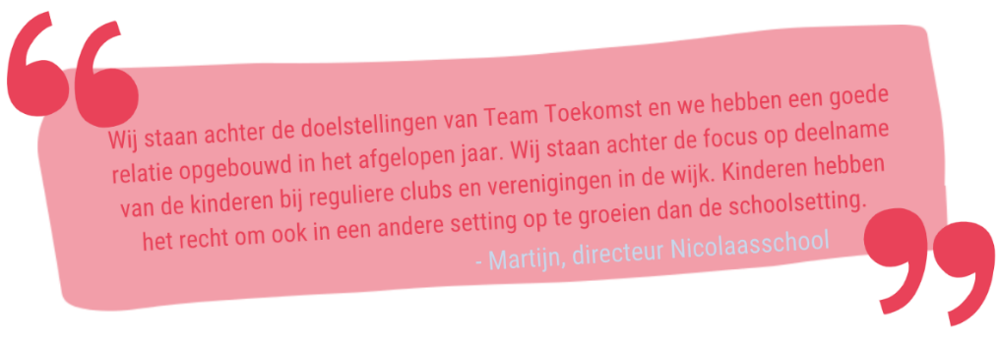 Wij staan achter de doelstellingen van Team Toekomst en we hebben een goede
relatie opgebouwd in het afgelopen jaar. Wij staan achter de focus op deelname
van de kinderen bij reguliere clubs en verenigingen in de wijk. Kinderen hebben
het recht om ook in een andere setting op te groeien dan de schoolsetting.
- Martijn, directeur Nicolaasschool